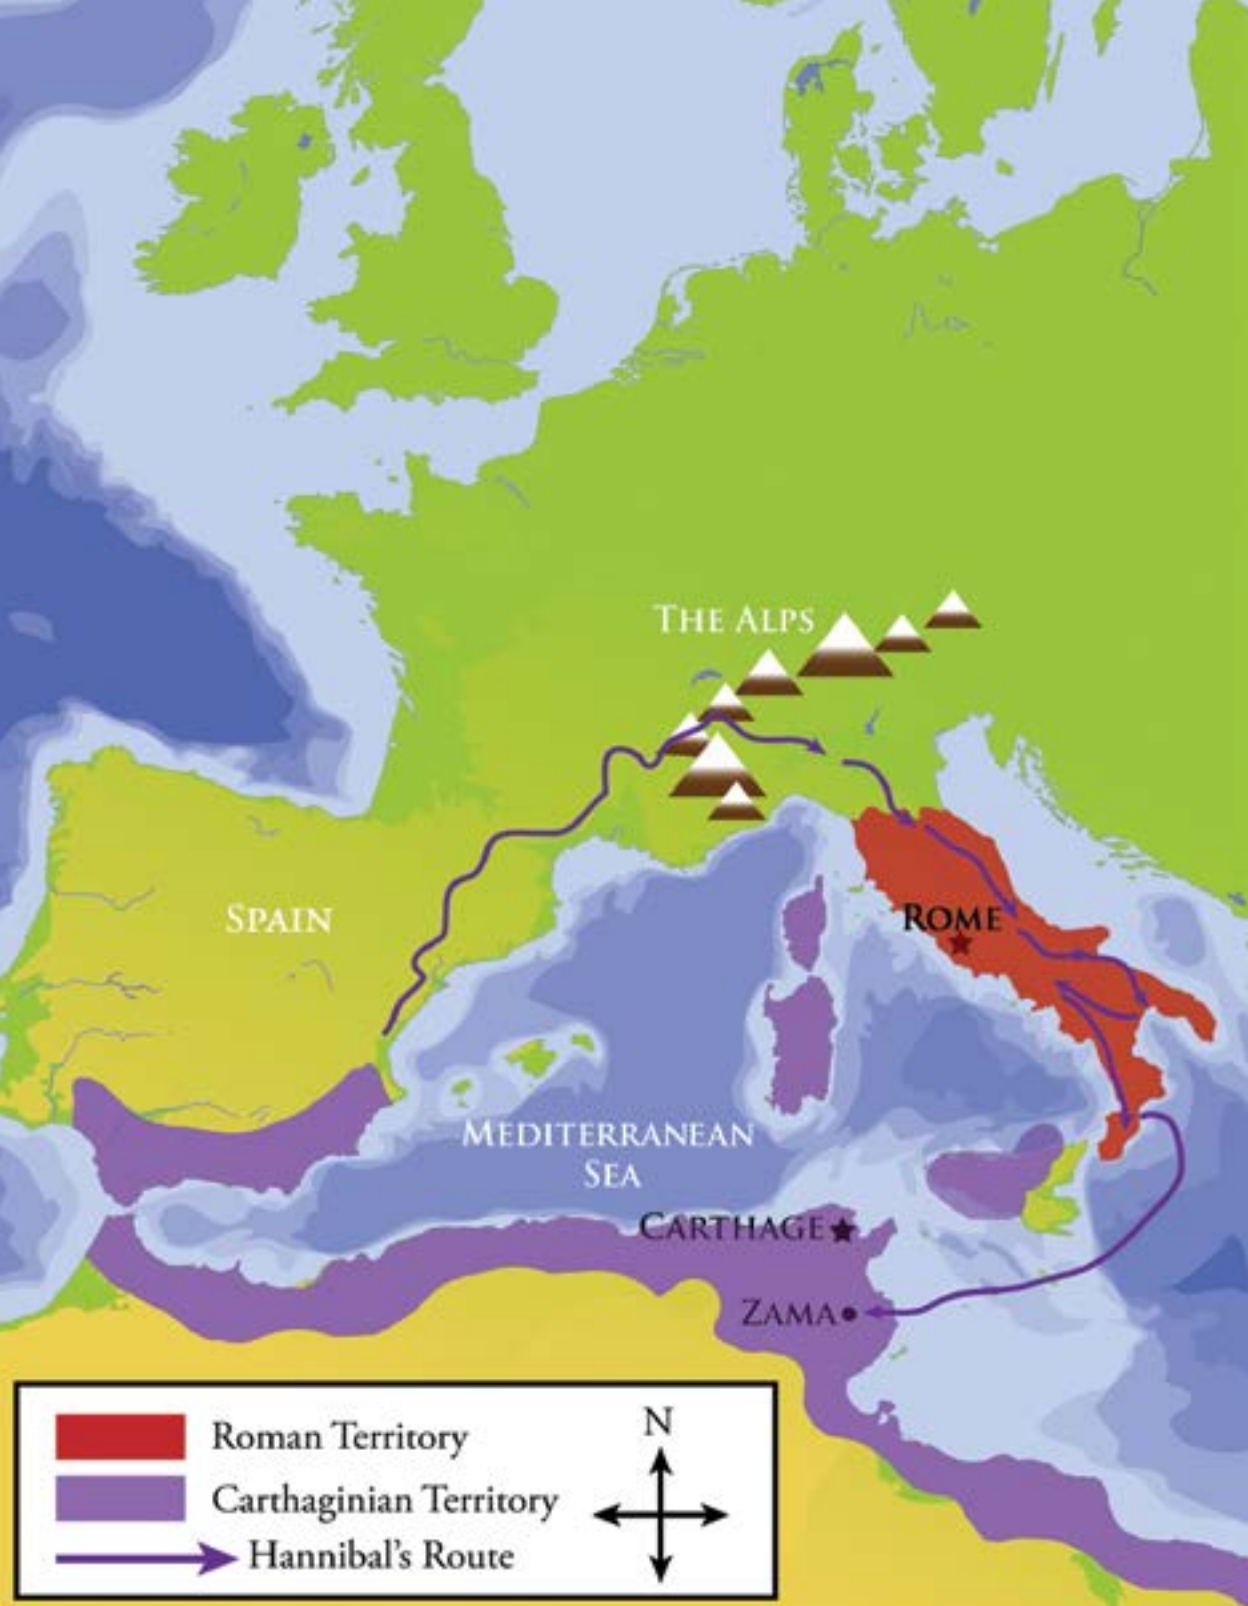 THE ALPS
SPAIN
ROME
MEDITERRANEAN
SEA
CARTHAGE
ZAMA
Roman Territory
Carthaginian Territory
Hannibal's Route
N